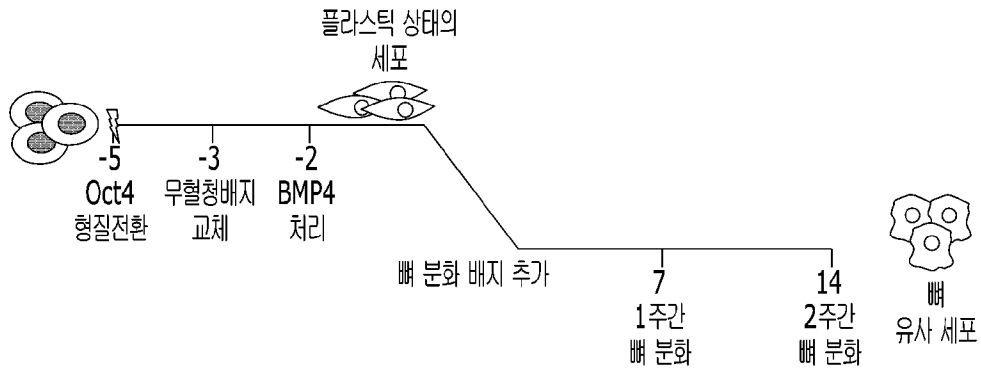 플라스틱 상태의
세포
-5
Oct4
형질전환
-3
무혈청배지
교체
-2
BMP4
처리
뼈 분화 배지 추가
7
1주간
뼈 분화
14
2주간
뼈 분화
뼈
유사 세포